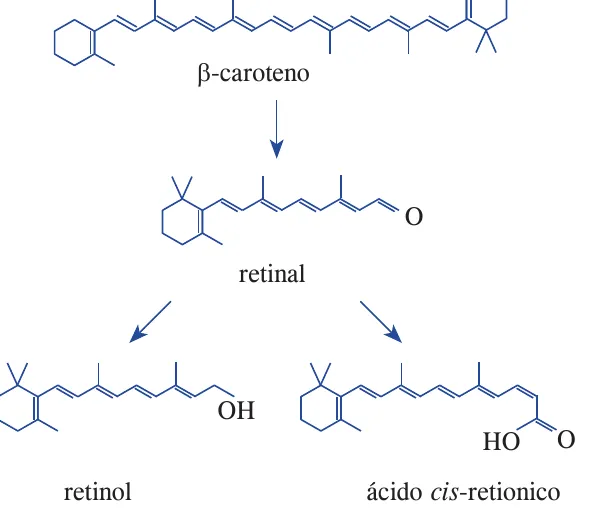 β-caroteno
O
retinal
OH
HO O
retinol
ácido cis-retionico